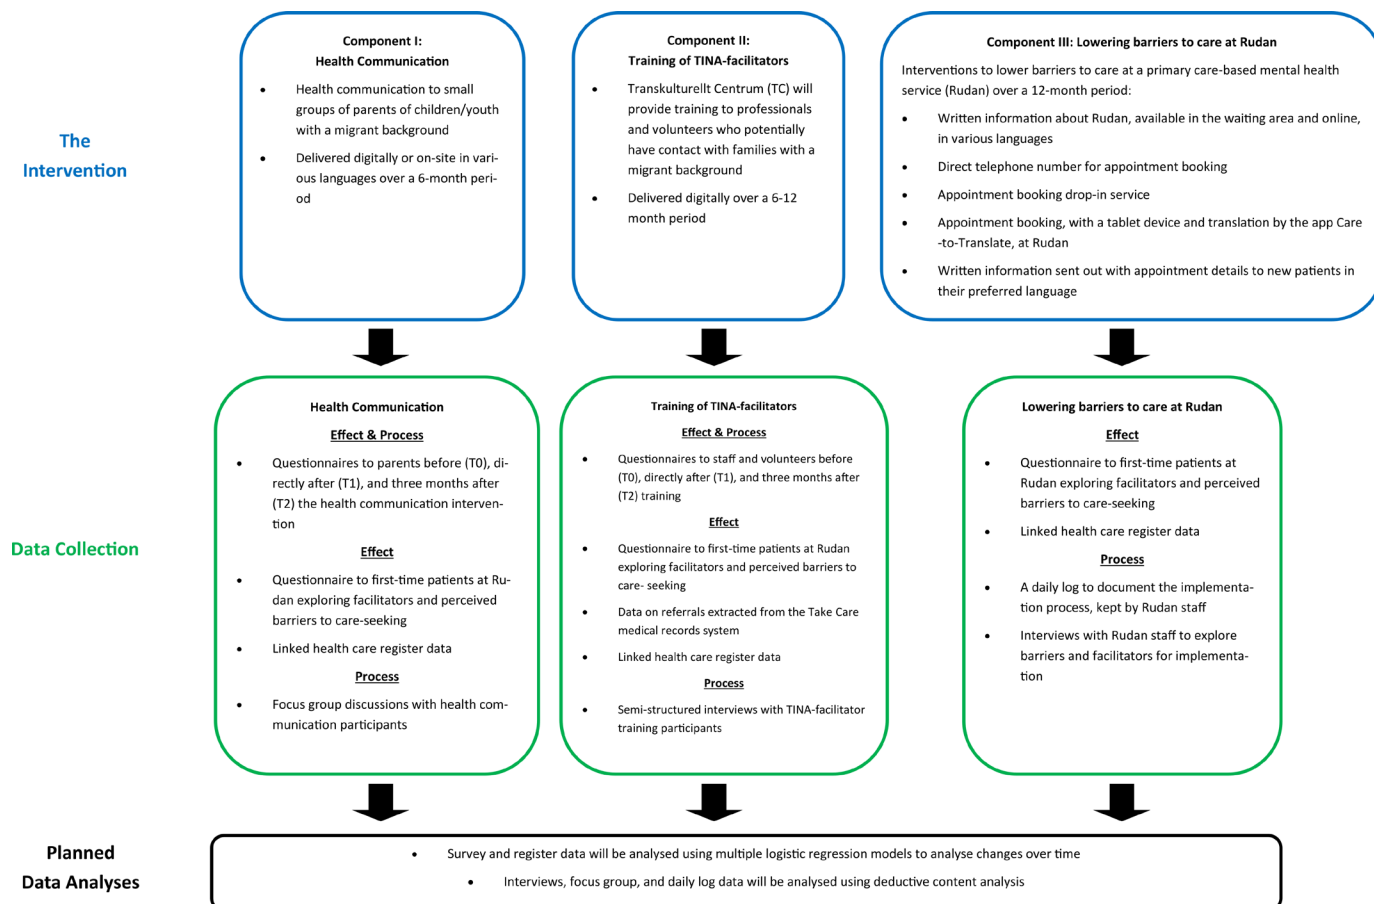 The
Intervention
Component I:
Health Communication
• Health communication to small
groups of parents of children/youth
with a migrant background
• Delivered digitally or on-site in vari-
ous languages over a 6-month peri-
od
Component II:
Training of TINA-facilitators
• Transkulturellt Centrum (TC) will
provide training to professionals
and volunteers who potentially
have contact with families with a
migrant background
• Delivered digitally over a 6-12
month period
Component III: Lowering barriers to care at Rudan
Interventions to lower barriers to care at a primary care-based mental health
service (Rudan) over a 12-month period:
• Written information about Rudan, available in the waiting area and online,
in various languages
• Direct telephone number for appointment booking
• Appointment booking drop-in service
• Appointment booking, with a tablet device and translation by the app Care
-to-Translate, at Rudan
• Written information sent out with appointment details to new patients in
their preferred language
Data Collection
Health Communication
Effect & Process
• Questionnaires to parents before (T0), di-
rectly after (T1), and three months after
(T2) the health communication interven-
tion
Effect
• Questionnaire to first-time patients at Ru-
dan exploring facilitators and perceived
barriers to care-seeking
• Linked health care register data
Process
• Focus group discussions with health com-
munication participants
Training of TINA-facilitators
Effect & Process
• Questionnaires to staff and volunteers before
(T0), directly after (T1), and three months after
(T2) training
Effect
• Questionnaire to first-time patients at Rudan
exploring facilitators and perceived barriers to
care- seeking
• Data on referrals extracted from the Take Care
medical records system
• Linked health care register data
Process
• Semi-structured interviews with TINA-facilitator
training participants
Lowering barriers to care at Rudan
Effect
• Questionnaire to first-time patients at
Rudan exploring facilitators and perceived
barriers to care-seeking
• Linked health care register data
Process
• A daily log to document the implementa-
tion process, kept by Rudan staff
• Interviews with Rudan staff to explore
barriers and facilitators for implementa-
tion
Planned
Data Analyses
• Survey and register data will be analysed using multiple logistic regression models to analyse changes over time
• Interviews, focus group, and daily log data will be analysed using deductive content analysis